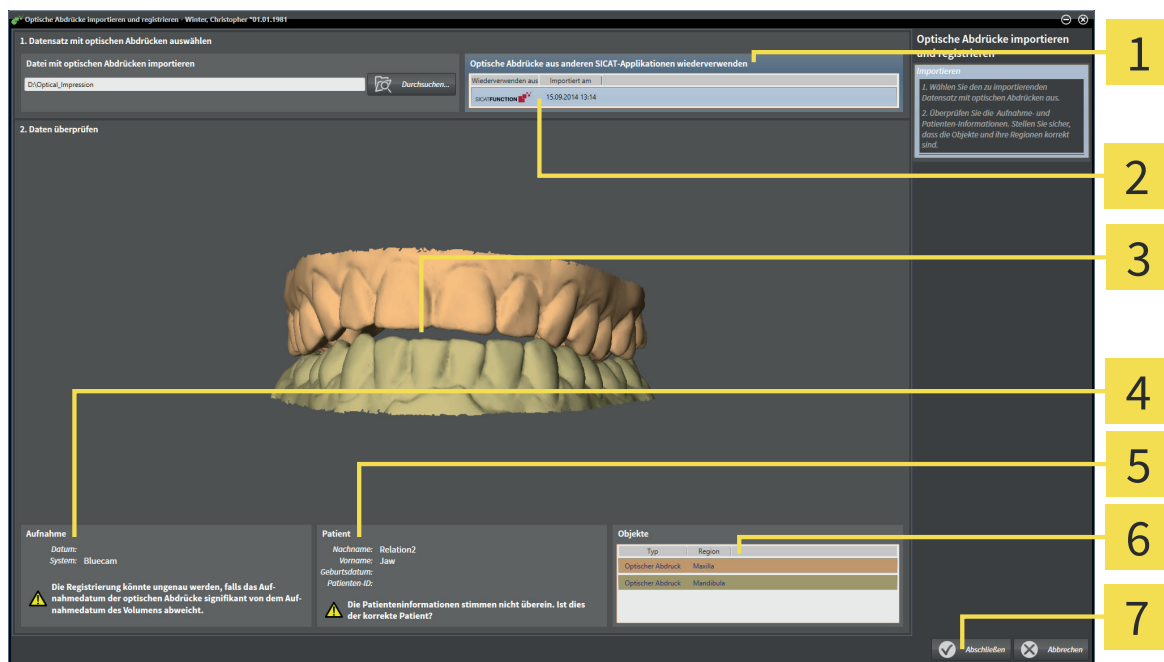 Optische Abdrücke importieren und registrieren - Winter, Christopher *01.01.1981
1. Datensatz mit optischen Abdrücken auswählen
Datei mit optischen Abdrücken importieren
D:\Optical_Impression
Durchsuchen...
Optische Abdrücke aus anderen SICAT-Applikationen wiederverwenden
Wiederverwenden aus Importiert am
SICATFUNCTION 15.09.2014 13:14
Optische Abdrücke importieren
und registrieren
Importieren
1. Wählen Sie den zu importierenden
Datensatz mit optischen Abdrücken aus.
2. Überprüfen Sie die Aufnahme- und
Patienten-Informationen. Stellen Sie sicher,
dass die Objekte und ihre Regionen korrekt
sind.
2. Daten überprüfen
Aufnahme
Datum:
System: Bluecam
Die Registrierung könnte ungenau werden, falls das Auf-
nahmedatum der optischen Abdrücke signifikant von dem Auf-
nahmedatum des Volumens abweicht.
Patient
Nachname: Relation2
Vorname: Jaw
Geburtsdatum:
Patienten-ID:
Die Patienteninformationen stimmen nicht überein. Ist dies
der korrekte Patient?
Objekte
Typ Region
Optischer Abdruck Maxilla
Optischer Abdruck Mandibula
Abschließen
Abbrechen
1
2
3
4
5
6
7